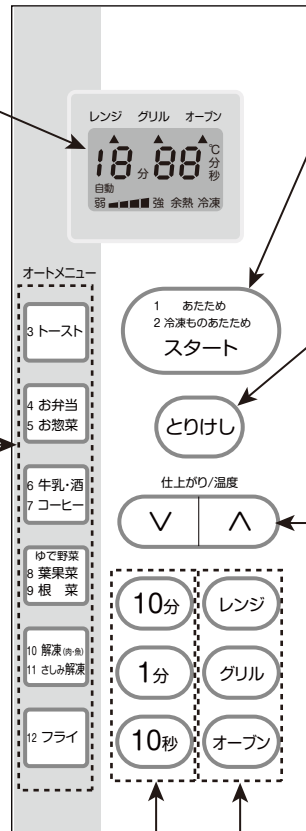 レンジ グリル オーブン
18分88℃分秒
自動
弱 強 余熱 冷凍
オートメニュー
3 トースト
4 お弁当
5 お惣菜
6 牛乳・酒
7 コーヒー
ゆで野菜
8 葉果菜
9 根 菜
10 解凍(肉・魚)
11 さしみ解凍
12 フライ
1 あたため
2 冷凍ものあたため
スタート
とりけし
仕上がり/温度
∨ ∧
10分 レンジ
1分 グリル
10秒 オーブン